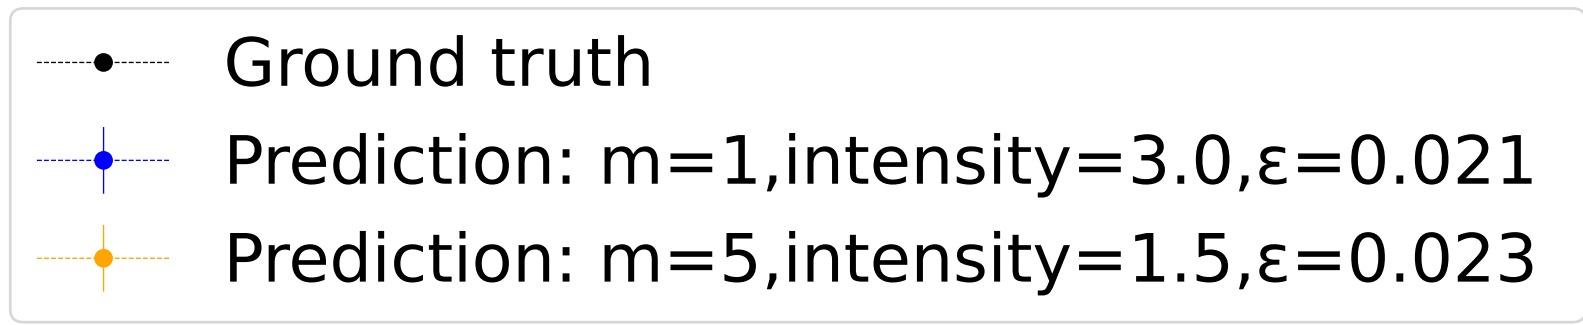 Ground truth
Prediction: m=1,intensity=3.0,ε=0.021
Prediction: m=5,intensity=1.5,ε=0.023